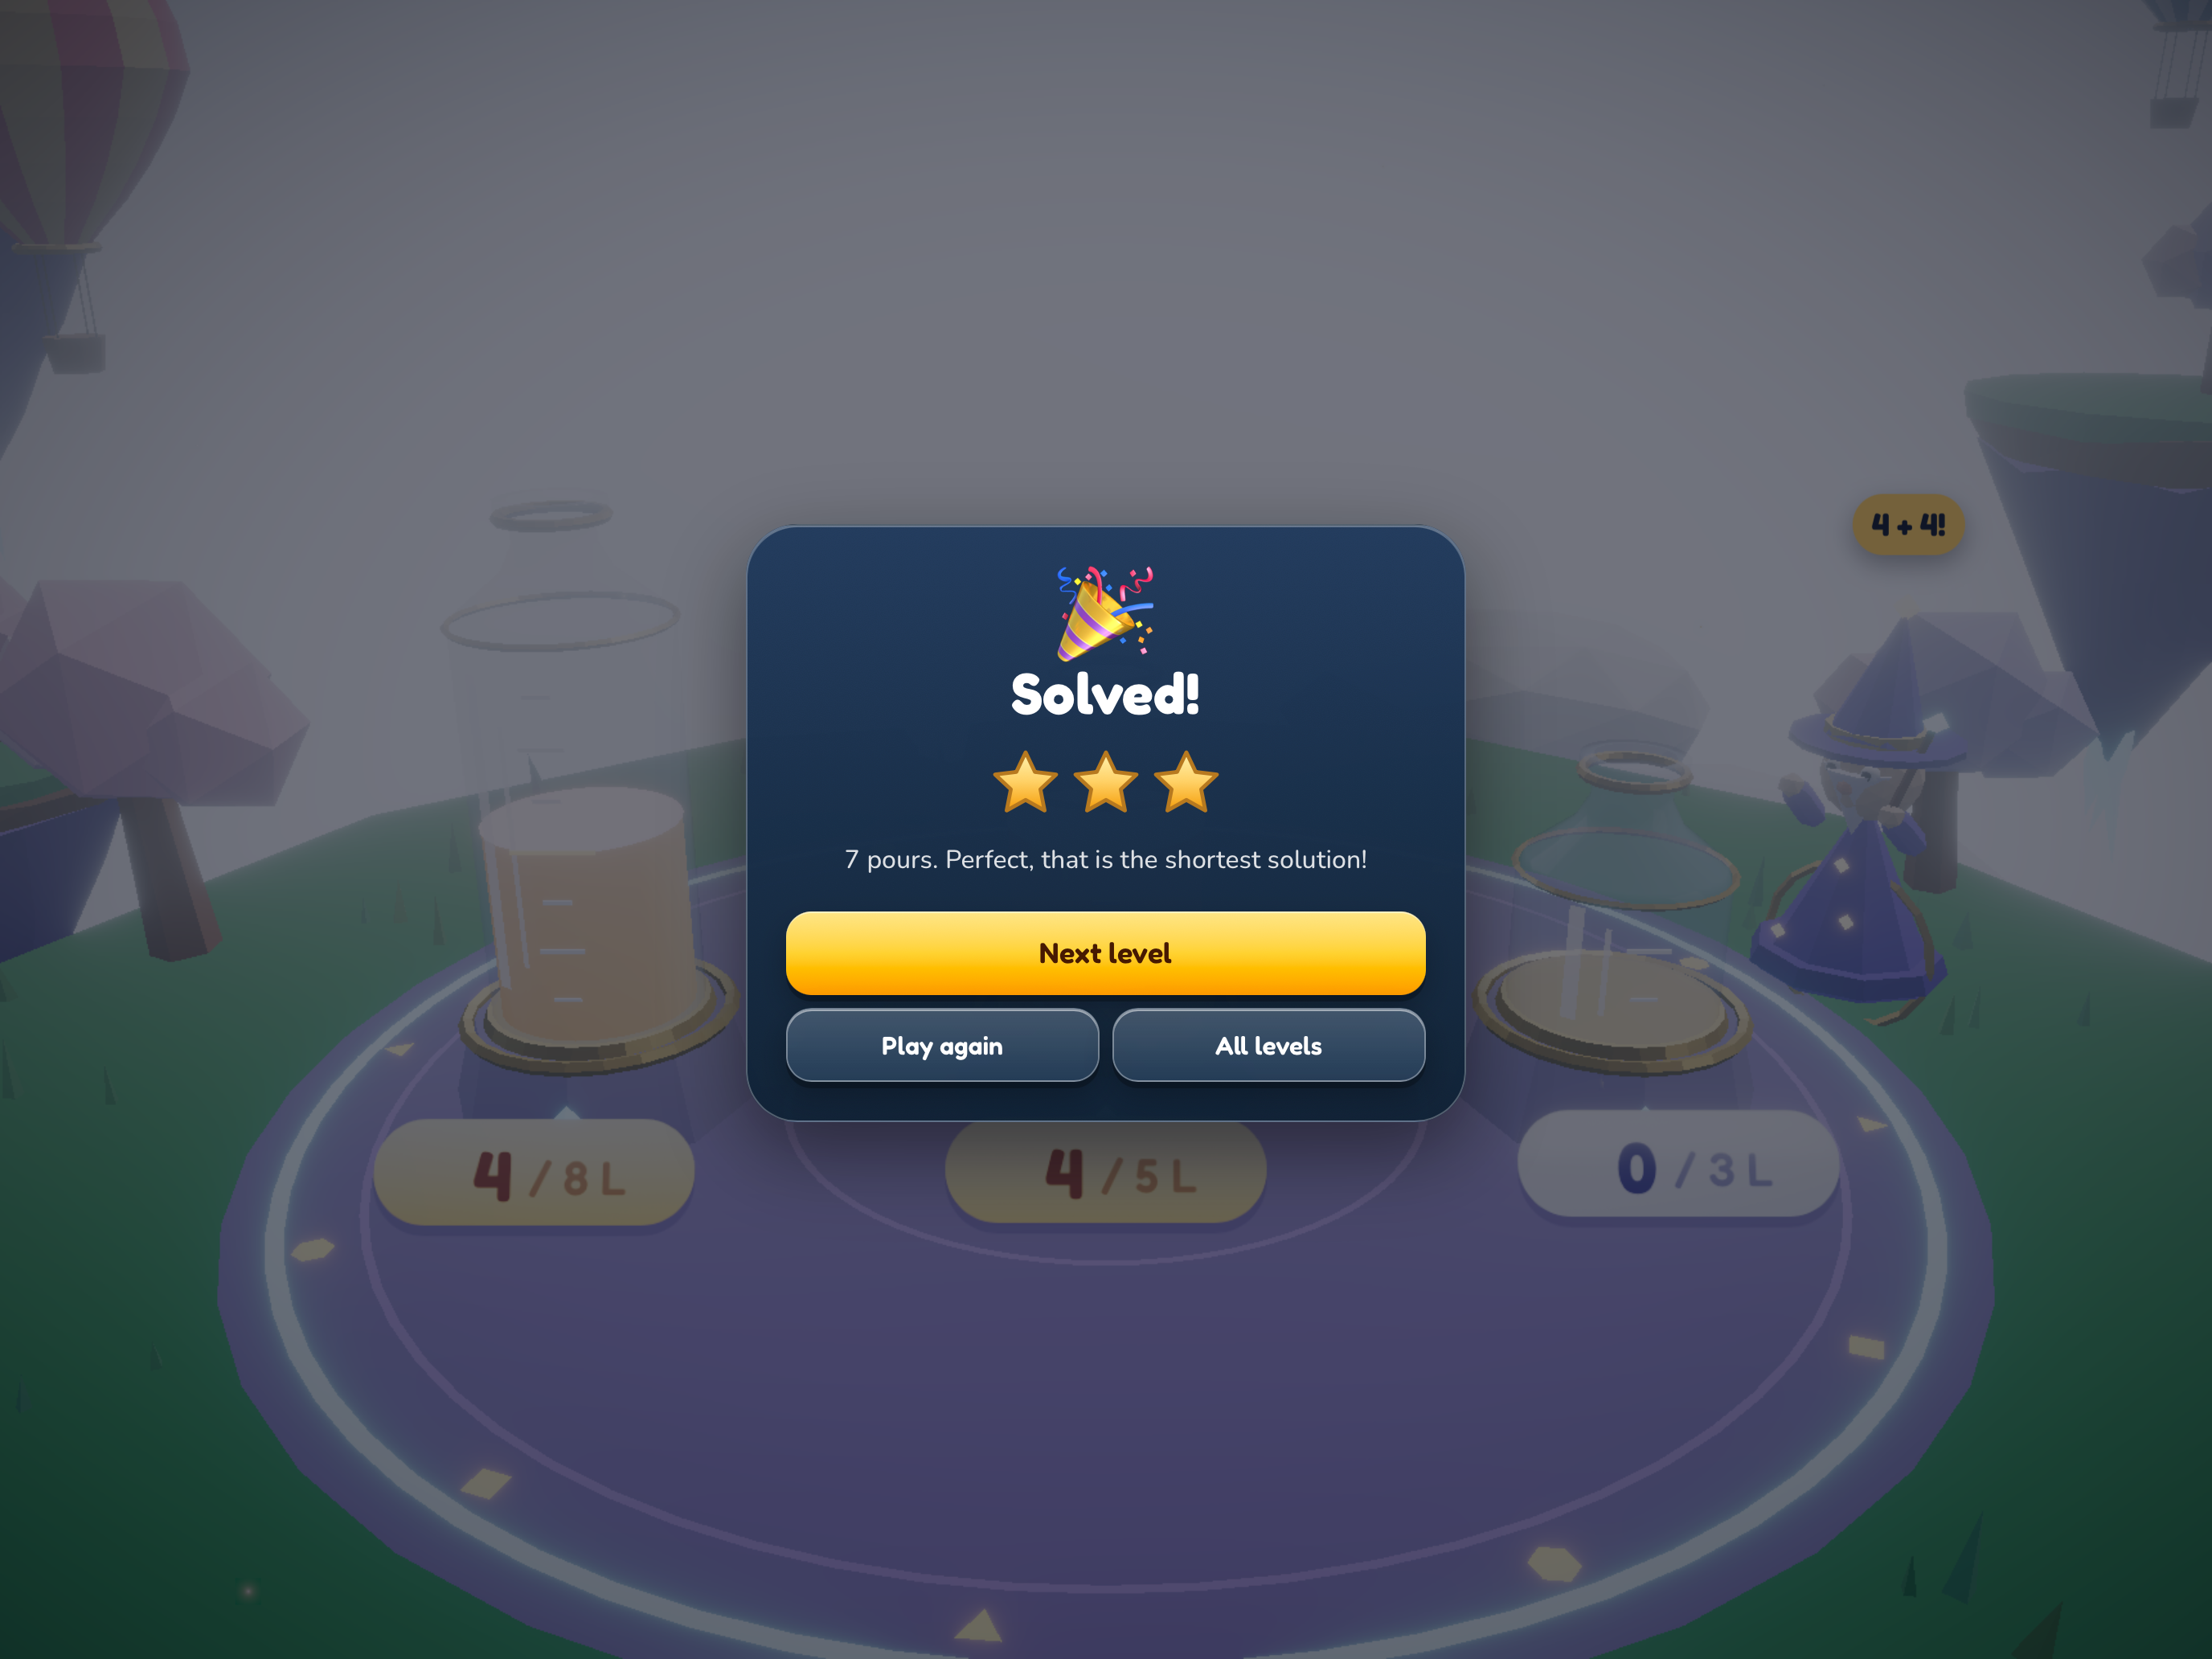 4 + 4!
Solved!
7 pours. Perfect, that is the shortest solution!
Next level
Play again
All levels
4 / 8 L
4 / 5 L
0 / 3 L